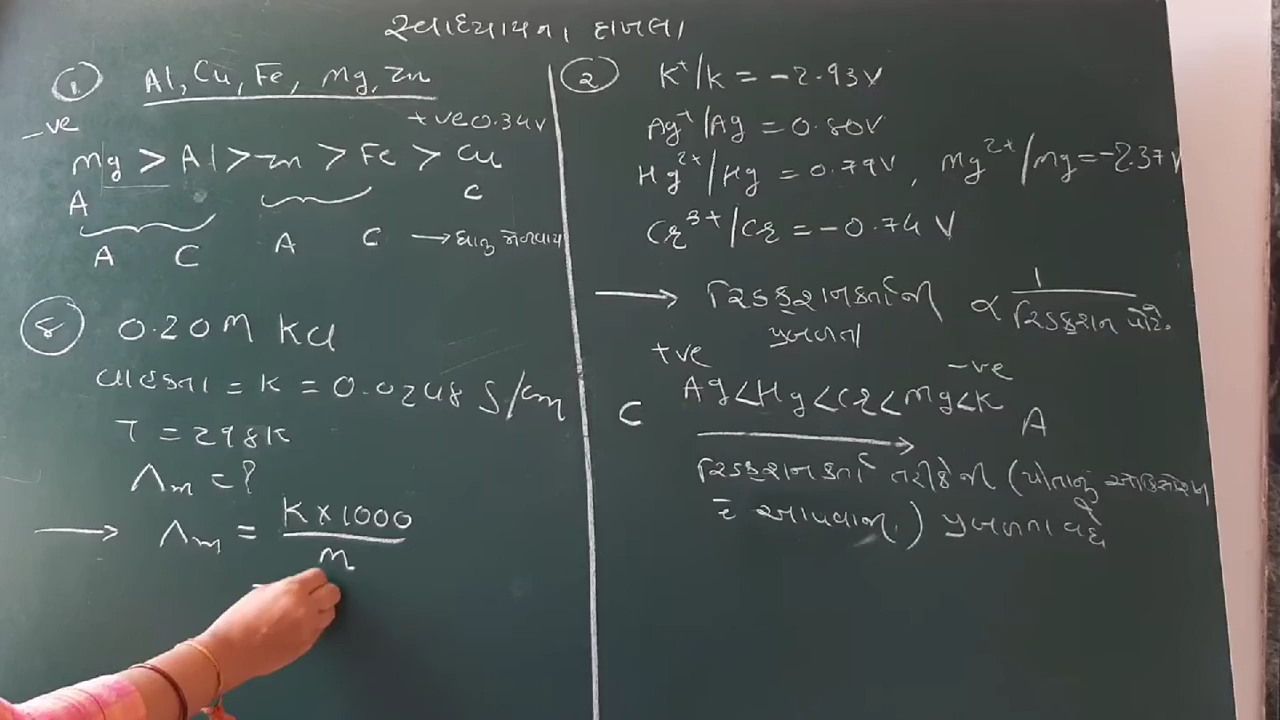 સ્વાધ્યાયના દાખલા
① Al, Cu, Fe, Mg, Zn
-ve +ve 0.34V
Mg > Al > Zn > Fe > Cu
A C
A C A C → ધાતુ મેળવાય
⑧ 0.20 M KCl
વાહકતા = K = 0.0248 S/cm
T = 298K
Λm = ?
→ Λm = K × 1000
M
② K⁺/K = -2.93V
Ag⁺/Ag = 0.80V
Hg²⁺/Hg = 0.79V, Mg²⁺/Mg = -2.37V
Cr³⁺/Cr = -0.74 V
→ રિડક્શનકર્તાની પ્રબળતા ∝ 1
રિડક્શન પોટે.
+ve -ve
C Ag < Hg < Cr < Mg < K A
→
રિડક્શનકર્તા તરીકેની (પોતાનું ઓક્સિડેશન
ē આપવાની) પ્રબળતા વધે